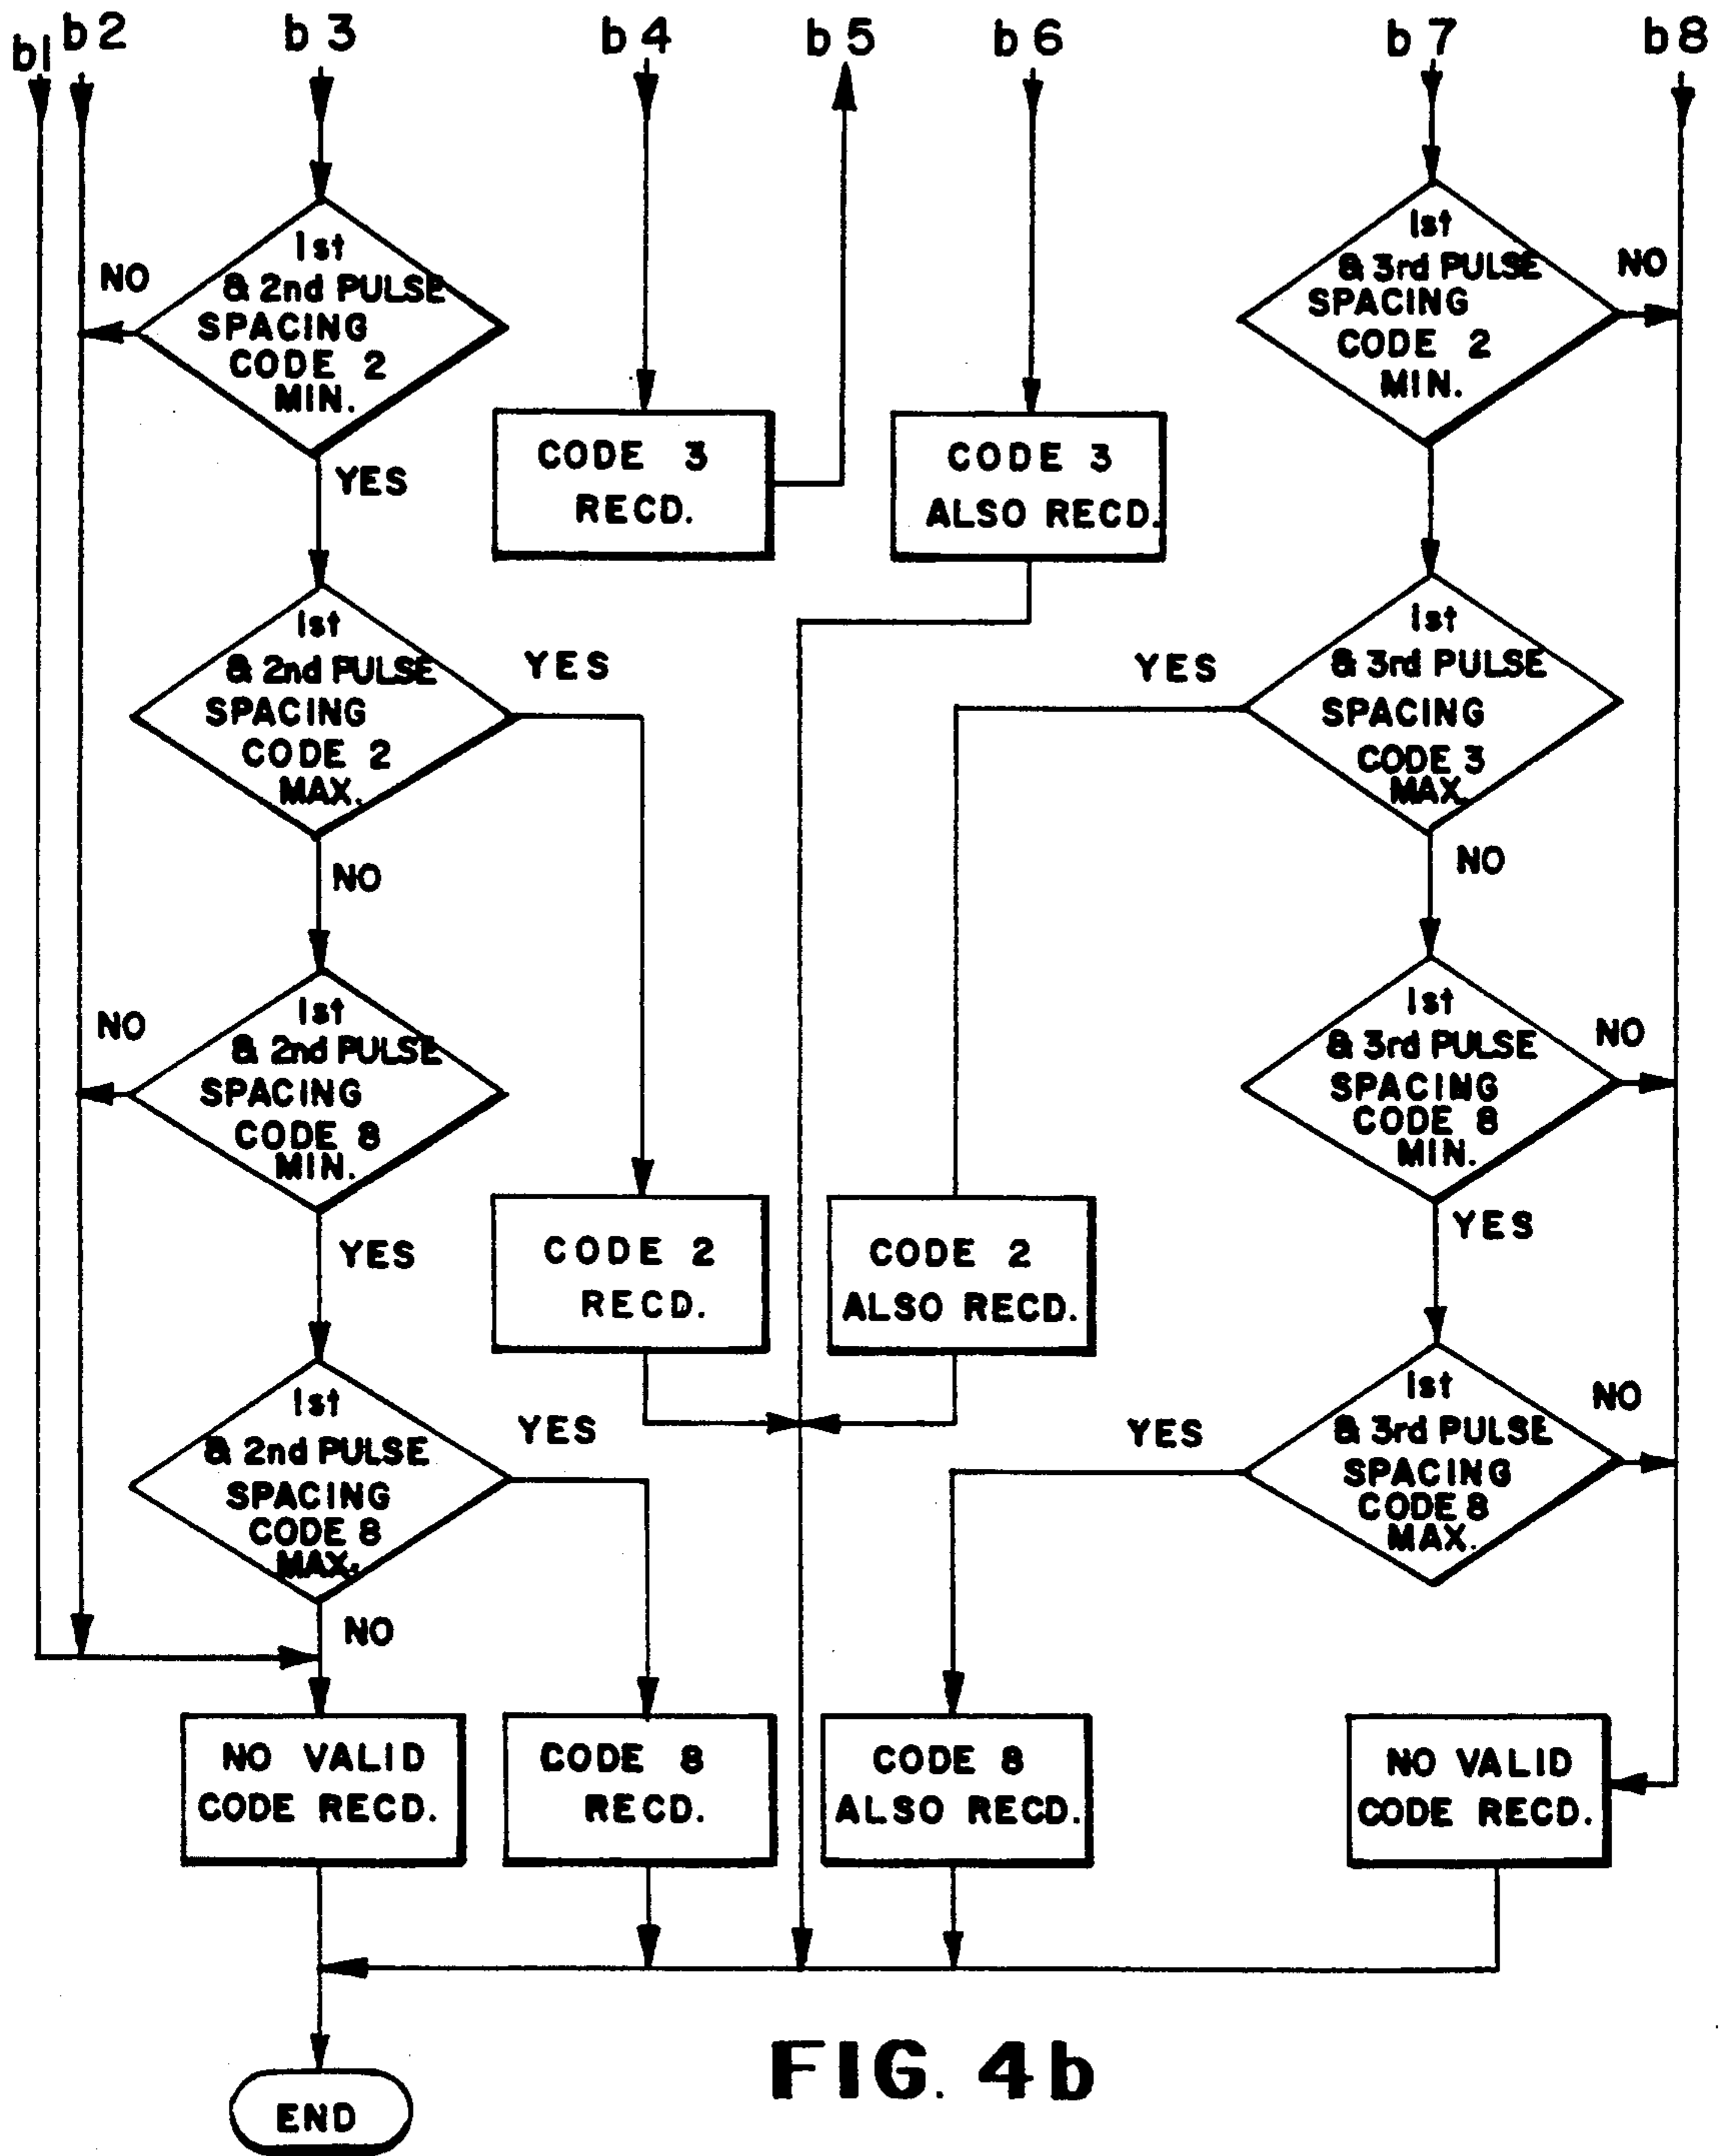 b1 b2 b3 b4 b5 b6 b7 b8
1st
& 2nd PULSE
SPACING
CODE 2
MIN.
NO
YES
1st
& 2nd PULSE
SPACING
CODE 2
MAX.
YES
NO
1st
& 2nd PULSE
SPACING
CODE 8
MIN.
NO
YES
1st
& 2nd PULSE
SPACING
CODE 8
MAX.
YES
NO
NO VALID
CODE RECD.
CODE 3
RECD.
CODE 2
RECD.
CODE 8
RECD.
CODE 3
ALSO RECD.
CODE 2
ALSO RECD.
CODE 8
ALSO RECD.
1st
& 3rd PULSE
SPACING
CODE 2
MIN.
NO
1st
& 3rd PULSE
SPACING
CODE 3
MAX.
YES
NO
1st
& 3rd PULSE
SPACING
CODE 8
MIN.
NO
YES
1st
& 3rd PULSE
SPACING
CODE 8
MAX.
YES
NO
NO VALID
CODE RECD.
END
FIG. 4b